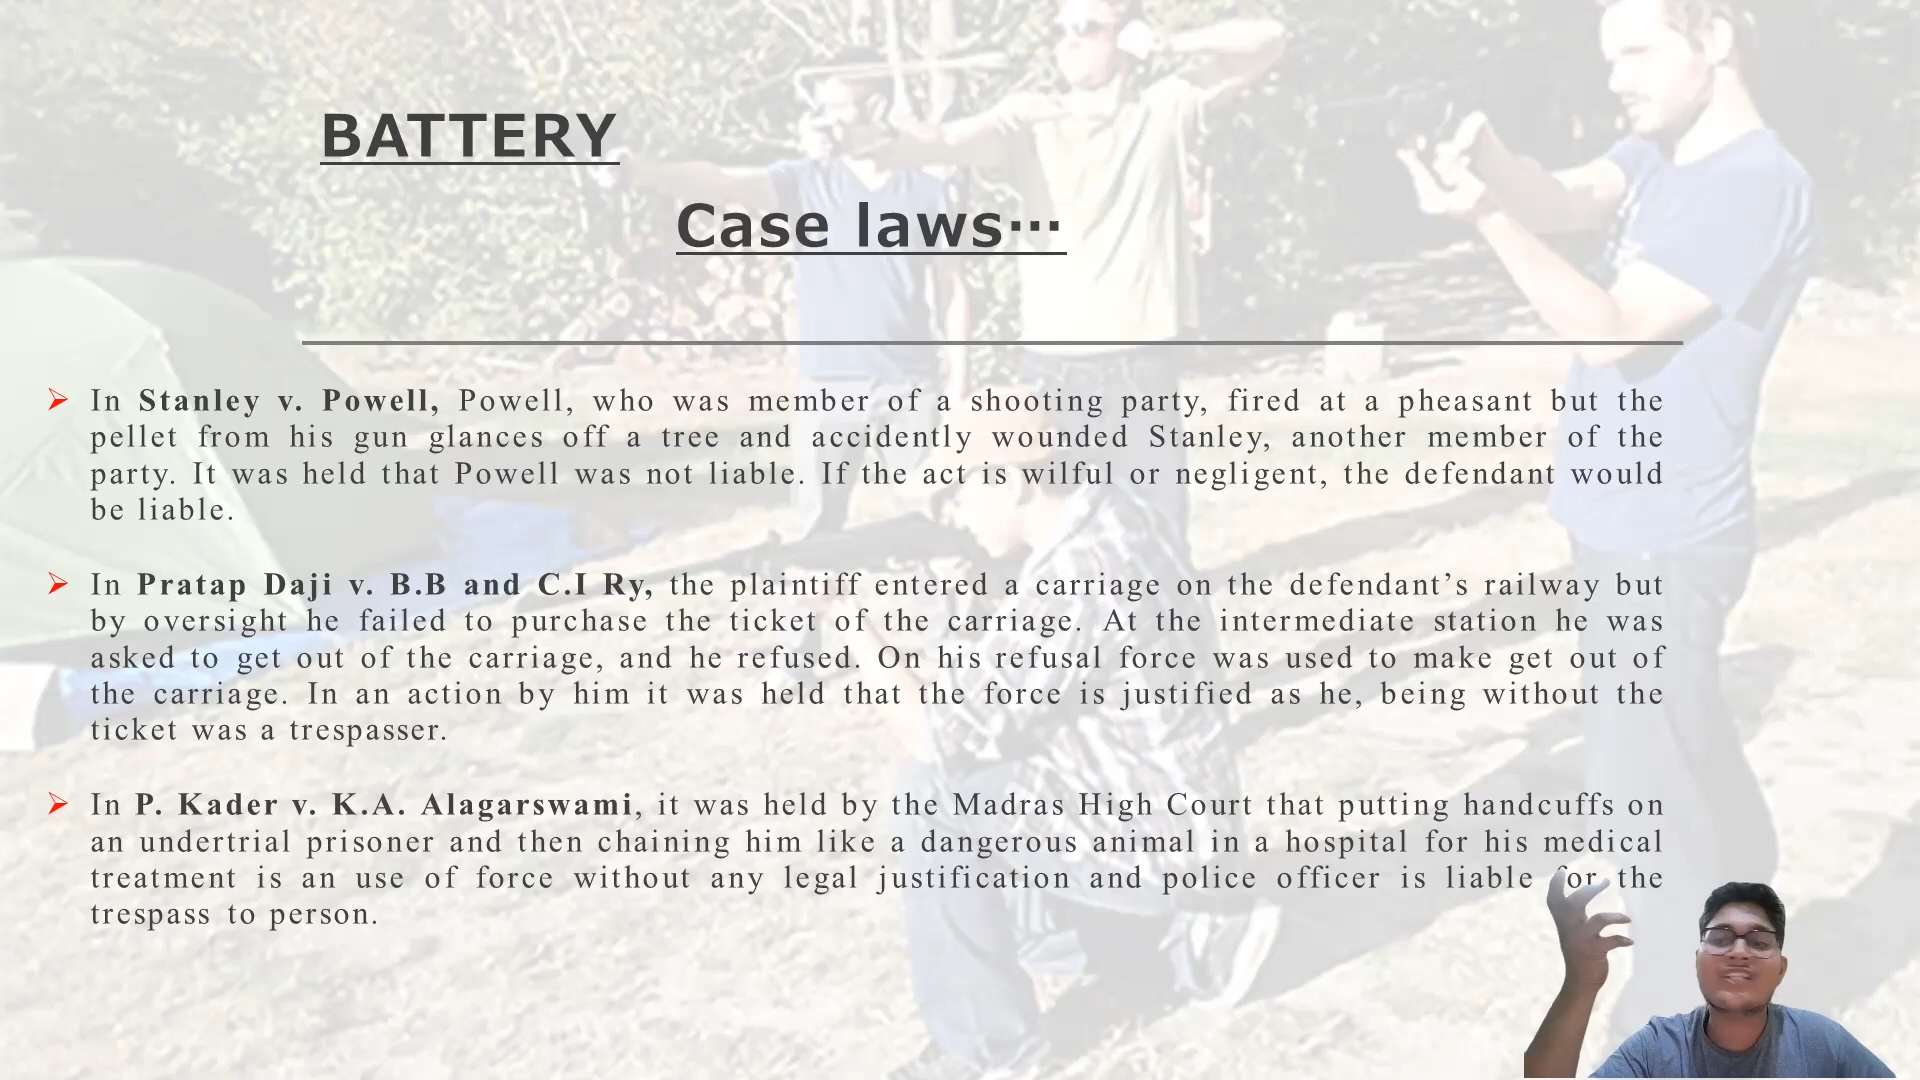 BATTERY
Case laws…
In Stanley v. Powell, Powell, who was member of a shooting party, fired at a pheasant but the
pellet from his gun glances off a tree and accidently wounded Stanley, another member of the
party. It was held that Powell was not liable. If the act is wilful or negligent, the defendant would
be liable.
In Pratap Daji v. B.B and C.I Ry, the plaintiff entered a carriage on the defendant’s railway but
by oversight he failed to purchase the ticket of the carriage. At the intermediate station he was
asked to get out of the carriage, and he refused. On his refusal force was used to make get out of
the carriage. In an action by him it was held that the force is justified as he, being without the
ticket was a trespasser.
In P. Kader v. K.A. Alagarswami, it was held by the Madras High Court that putting handcuffs on
an undertrial prisoner and then chaining him like a dangerous animal in a hospital for his medical
treatment is an use of force without any legal justification and police officer is liable for the
trespass to person.